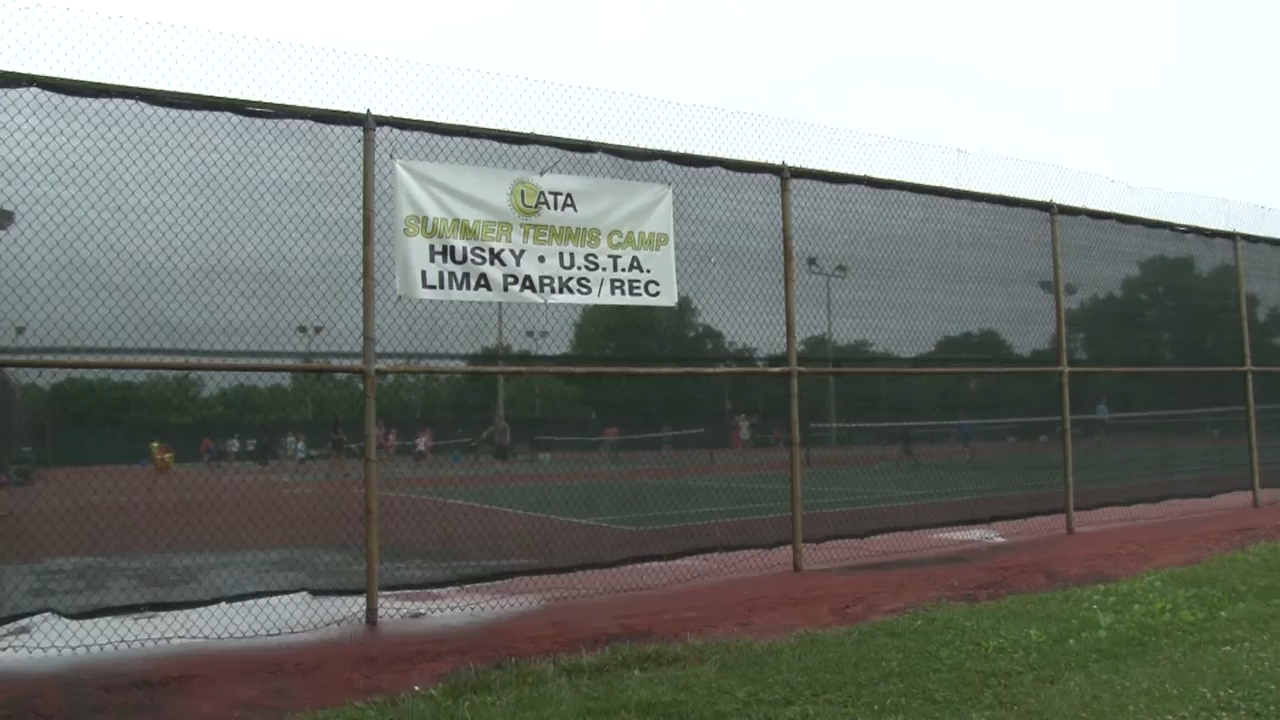 LATA
SUMMER TENNIS CAMP
HUSKY • U.S.T.A.
LIMA PARKS/REC